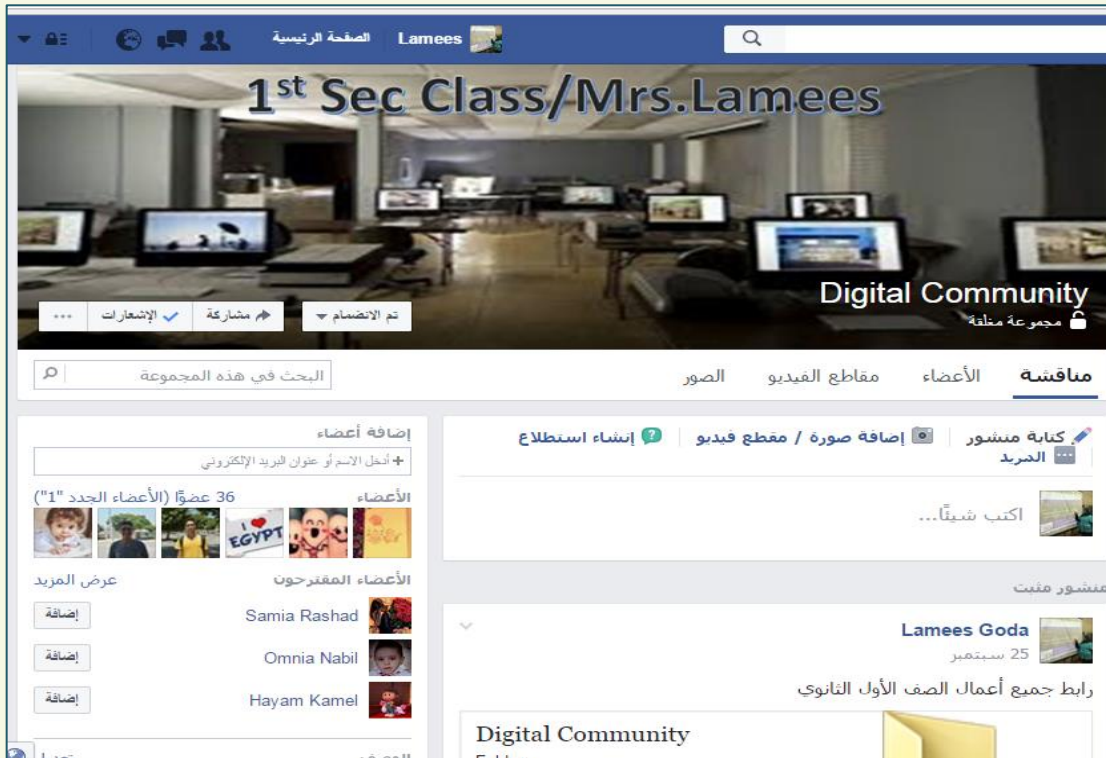 Lamees الصفحة الرئيسية
1st Sec Class/Mrs.Lamees
Digital Community
مجموعة مغلقة
تم الانضمام
مشاركة
الإشعارات
مناقشة الأعضاء مقاطع الفيديو الصور
البحث في هذه المجموعة
كتابة منشور إضافة صورة / مقطع فيديو إنشاء استطلاع
المزيد
اكتب شيئًا...
منشور مثبت
Lamees Goda
25 سبتمبر
رابط جميع أعمال الصف الأول الثانوي
Digital Community
إضافة أعضاء
+ أدخل الاسم أو عنوان البريد الإلكتروني
الأعضاء 36 عضوًا (الأعضاء الجدد "1")
I EGYPT
الأعضاء المقترحون عرض المزيد
Samia Rashad إضافة
Omnia Nabil إضافة
Hayam Kamel إضافة